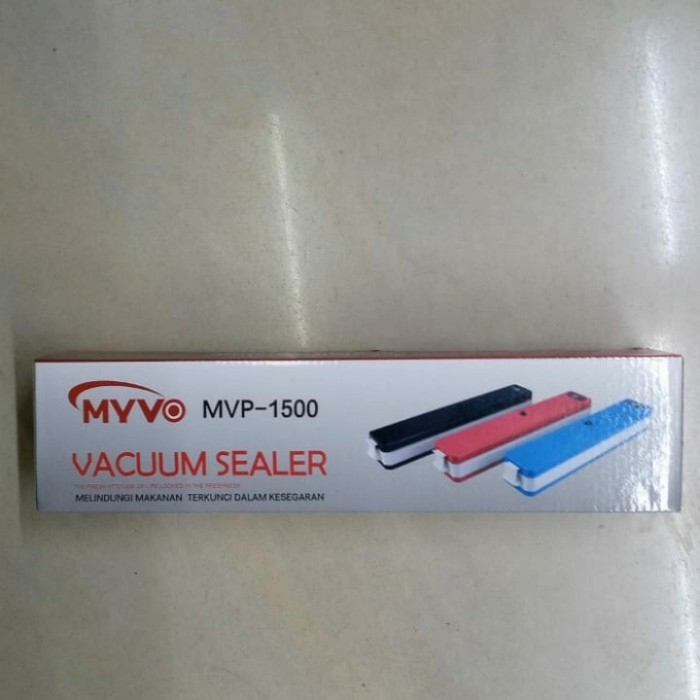 MYVO MVP-1500
VACUUM SEALER
MELINDUNGI MAKANAN TERKUNCI DALAM KESEGARAN